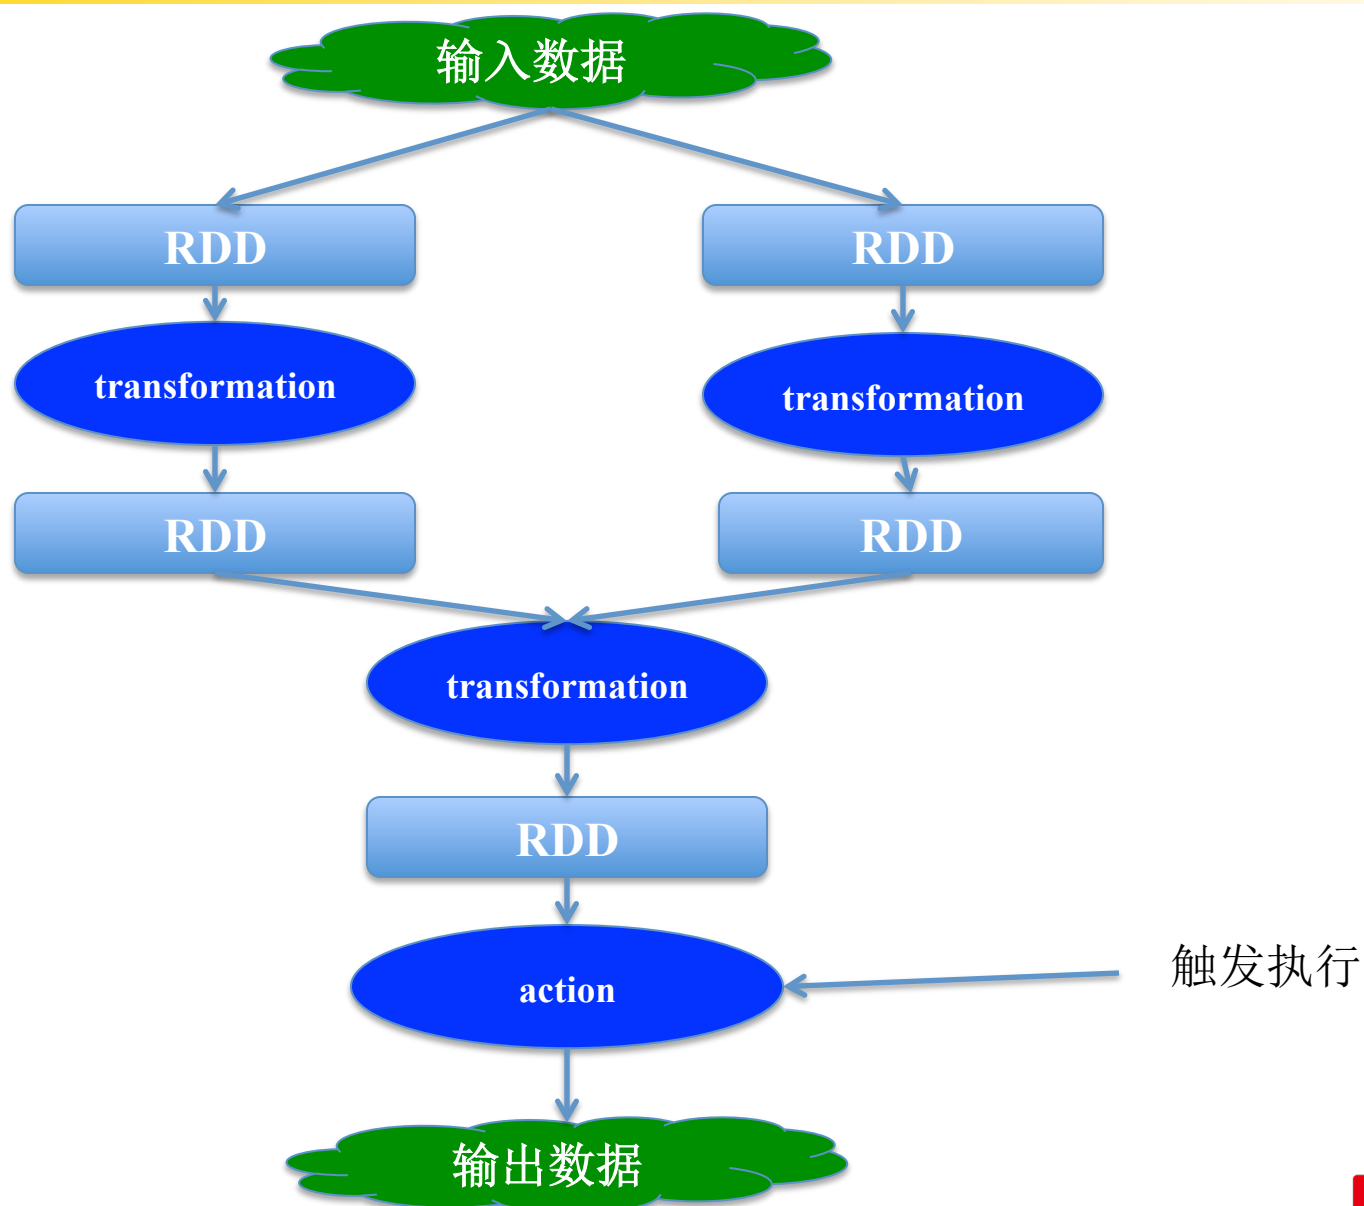 输入数据
RDD
RDD
transformation
transformation
RDD
RDD
transformation
RDD
action
触发执行
输出数据